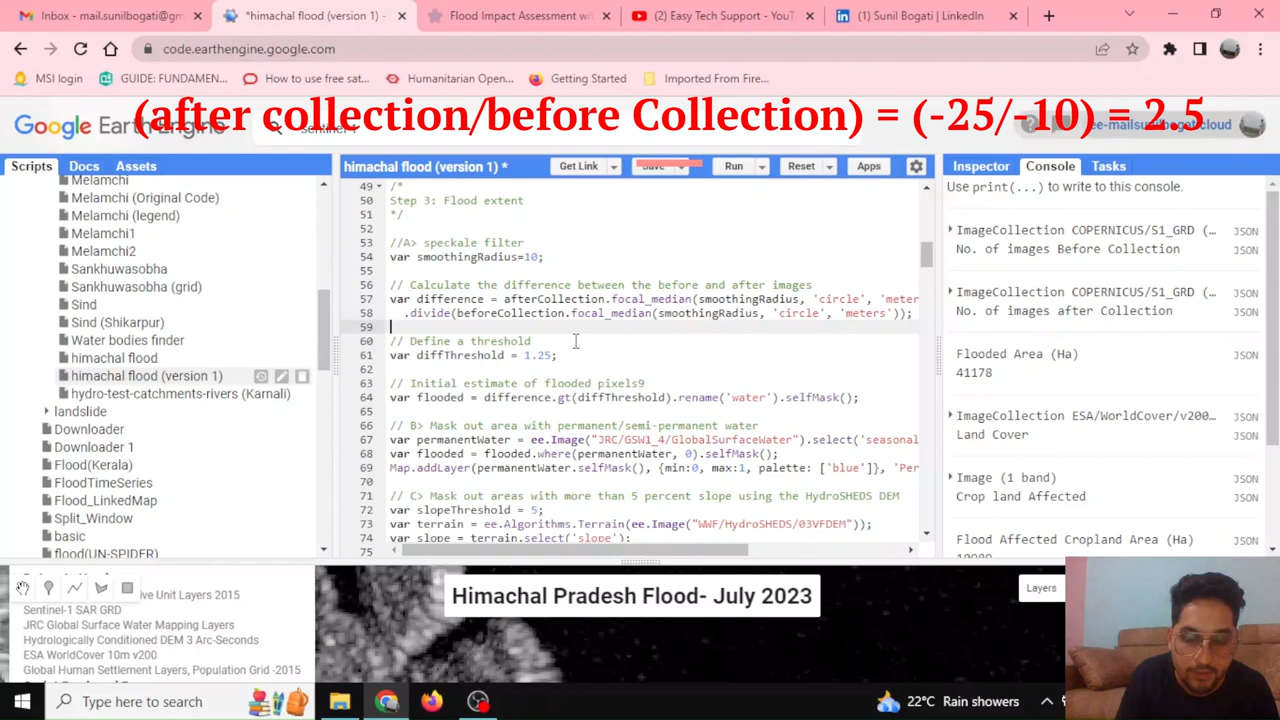 Inbox - mail.sunilbogati@gm
*himachal flood (version 1) -
Flood Impact Assessment with
(2) Easy Tech Support - YouT
(1) Sunil Bogati | LinkedIn
code.earthengine.google.com
MSI login
GUIDE: FUNDAMEN...
How to use free sat...
Humanitarian Open...
Getting Started
Imported From Fire...
(after collection/before Collection) = (-25/-10) = 2.5
Google Earth Engine
ee-mailsunilbogati cloud
Scripts
Docs
Assets
himachal flood (version 1) *
Get Link
Save
Run
Reset
Apps
Inspector
Console
Tasks
Melamchi
Melamchi (Original Code)
Melamchi (legend)
Melamchi1
Melamchi2
Sankhuwasobha
Sankhuwasobha (grid)
Sind
Sind (Shikarpur)
Water bodies finder
himachal flood
himachal flood (version 1)
hydro-test-catchments-rivers (Karnali)
landslide
Downloader
Downloader 1
Flood(Kerala)
FloodTimeSeries
Flood_LinkedMap
Split_Window
basic
flood(UN-SPIDER)
49 /*
50 Step 3: Flood extent
51 */
52
53 //A> speckale filter
54 var smoothingRadius=10;
55
56 // Calculate the difference between the before and after images
57 var difference = afterCollection.focal_median(smoothingRadius, 'circle', 'meter
58 .divide(beforeCollection.focal_median(smoothingRadius, 'circle', 'meters'));
59
60 // Define a threshold
61 var diffThreshold = 1.25;
62
63 // Initial estimate of flooded pixels9
64 var flooded = difference.gt(diffThreshold).rename('water').selfMask();
65
66 // B> Mask out area with permanent/semi-permanent water
67 var permanentWater = ee.Image("JRC/GSW1_4/GlobalSurfaceWater").select('seasonal
68 var flooded = flooded.where(permanentWater, 0).selfMask();
69 Map.addLayer(permanentWater.selfMask(), {min:0, max:1, palette: ['blue']}, 'Per
70
71 // C> Mask out areas with more than 5 percent slope using the HydroSHEDS DEM
72 var slopeThreshold = 5;
73 var terrain = ee.Algorithms.Terrain(ee.Image("WWF/HydroSHEDS/03VFDEM"));
74 var slope = terrain.select('slope');
75
Use print(...) to write to this console.
ImageCollection COPERNICUS/S1_GRD (... JSON
No. of images Before Collection JSON
ImageCollection COPERNICUS/S1_GRD (... JSON
No. of images after Collection JSON
Flooded Area (Ha) JSON
41178 JSON
ImageCollection ESA/WorldCover/v200... JSON
Land Cover JSON
Image (1 band) JSON
Crop land Affected JSON
Flood Affected Cropland Area (Ha) JSON
ive Unit Layers 2015
Sentinel-1 SAR GRD
JRC Global Surface Water Mapping Layers
Hydrologically Conditioned DEM 3 Arc-Seconds
ESA WorldCover 10m v200
Global Human Settlement Layers, Population Grid -2015
Himachal Pradesh Flood- July 2023
Layers
Type here to search
22°C Rain showers